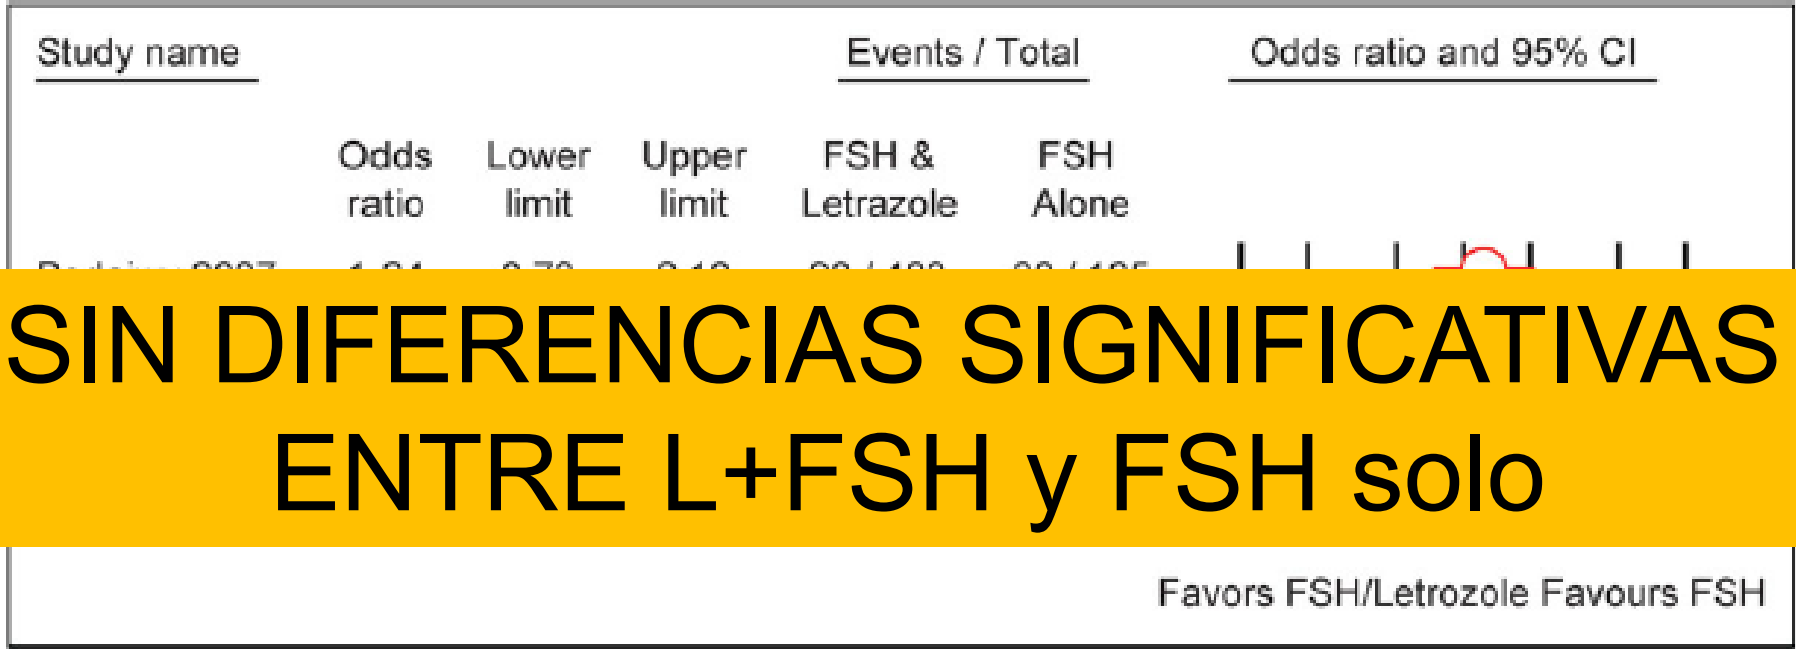 Study name Events / Total Odds ratio and 95% CI
Odds Lower Upper FSH & FSH
ratio limit limit Letrazole Alone
SIN DIFERENCIAS SIGNIFICATIVAS
ENTRE L+FSH y FSH solo
Favors FSH/Letrozole Favours FSH